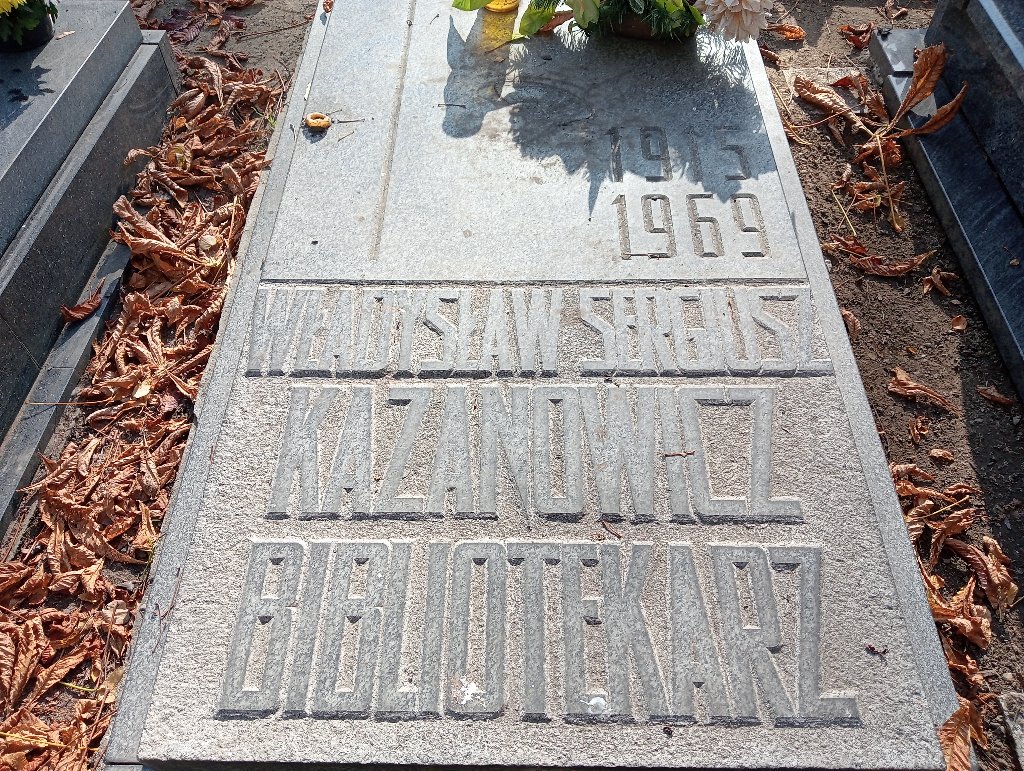 1915
1969
WŁADYSŁAW SERGIUSZ
KAZANOWICZ
BIBLIOTEKARZ